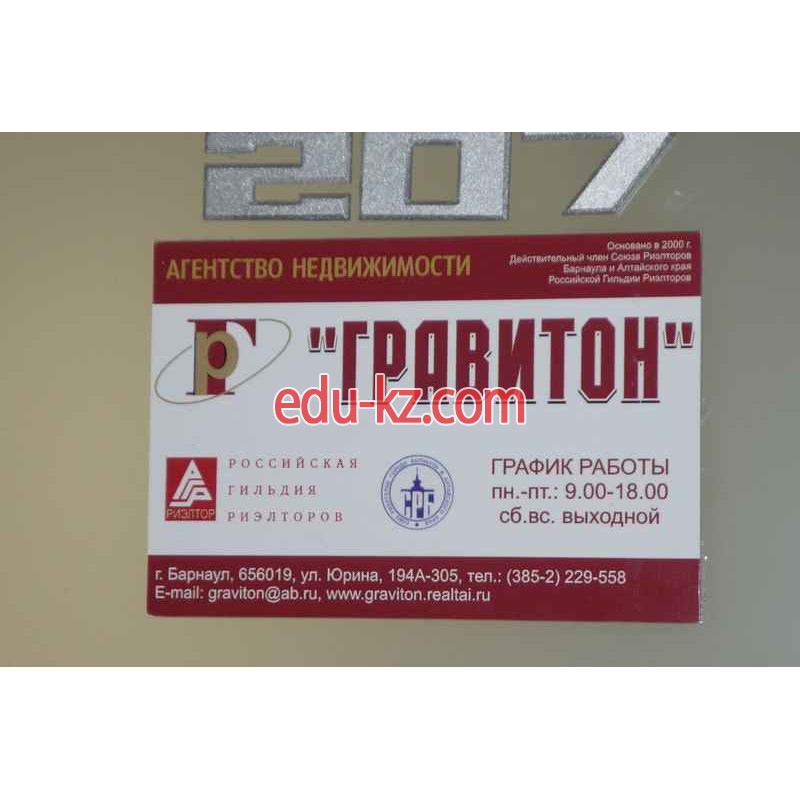 207
АГЕНТСТВО НЕДВИЖИМОСТИ
Основано в 2000 г.
Действительный член Союза Риэлторов
Барнаула и Алтайского края
Российской Гильдии Риэлторов
"ГРАВИТОН"
edu-kz.com
РИЭЛТОР
РОССИЙСКАЯ
ГИЛЬДИЯ
РИЭЛТОРОВ
СРБ
ГРАФИК РАБОТЫ
пн.-пт.: 9.00-18.00
сб.вс. выходной
г. Барнаул, 656019, ул. Юрина, 194А-305, тел.: (385-2) 229-558
E-mail: graviton@ab.ru, www.graviton.realtai.ru